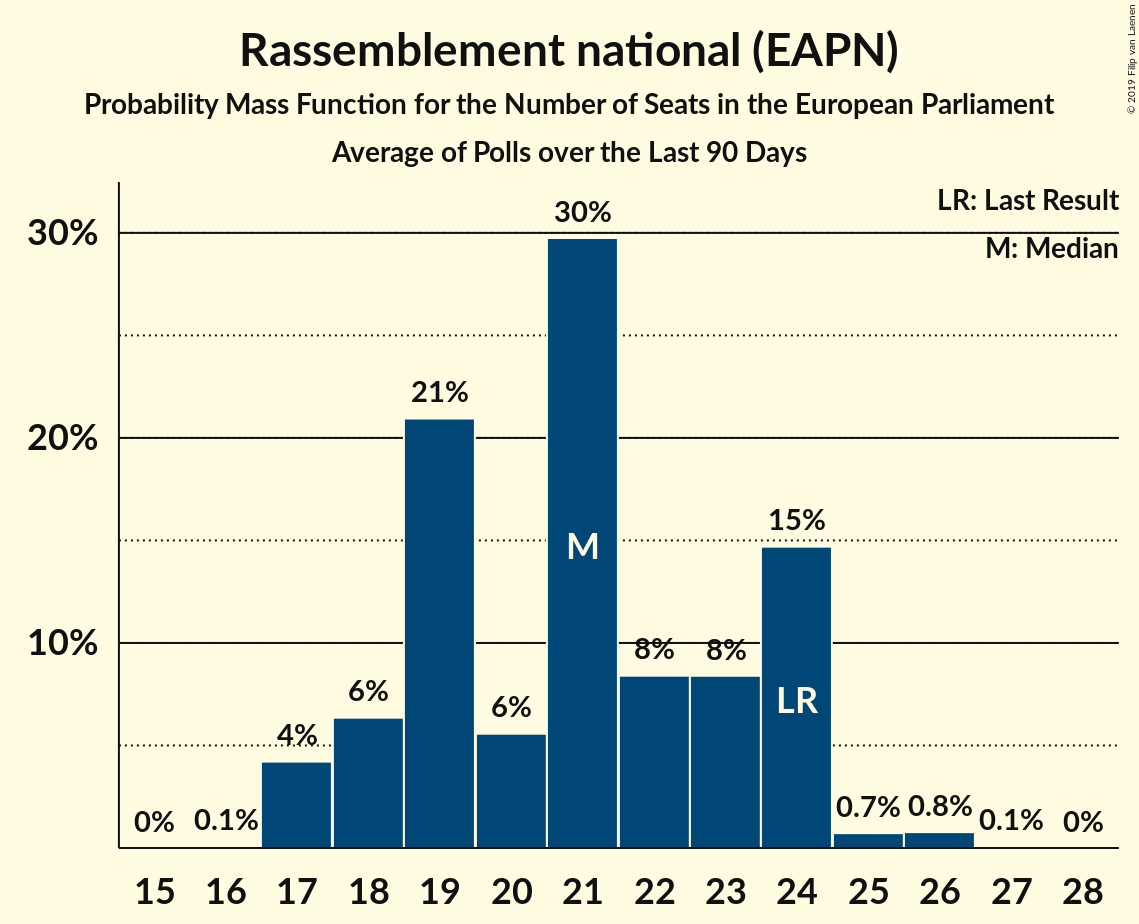 Rassemblement national (EAPN)
Probability Mass Function for the Number of Seats in the European Parliament
Average of Polls over the Last 90 Days
© 2019 Filip van Laenen
LR: Last Result
M: Median
30%
20%
10%
0%
0.1%
4%
6%
21%
6%
30%
8%
8%
15%
0.7%
0.8%
0.1%
0%
M
LR
15 16 17 18 19 20 21 22 23 24 25 26 27 28